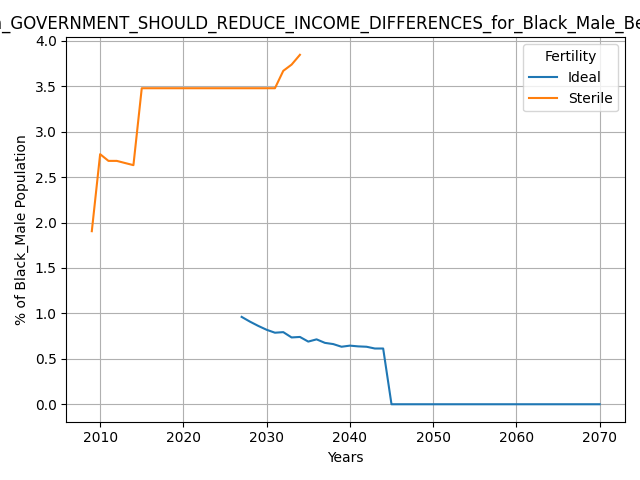 GOVERNMENT_SHOULD_REDUCE_INCOME_DIFFERENCES_for_Black_Male_Be
4.0
3.5
3.0
2.5
2.0
1.5
1.0
0.5
0.0
% of Black_Male Population
Fertility
Ideal
Sterile
2010 2020 2030 2040 2050 2060 2070
Years